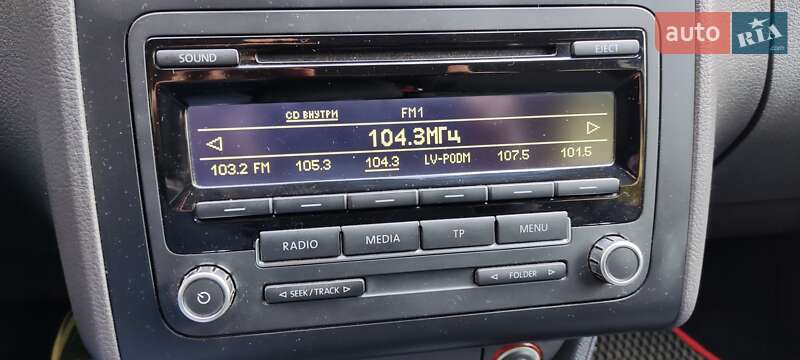 auto RIA .com
SOUND
EJECT
CD ВНУТРИ FM1
104.3МГц
103.2 FM 105.3 104.3 LV-PODM 107.5 101.5
RADIO MEDIA TP MENU
SEEK/TRACK
FOLDER